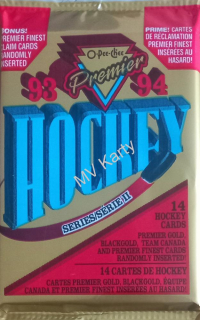 BONUS!
PREMIER FINEST
CLAIM CARDS
RANDOMLY
INSERTED
PRIME! CARTES
DE RÉCLAMATION
PREMIER FINEST
INSÉRÉES AU
HASARD!
O-Pee-Chee
Premier
93 94
HOCKEY
MV Karty
SERIES/SÉRIE II
14
HOCKEY
CARDS
PREMIER GOLD,
BLACKGOLD, TEAM CANADA
AND PREMIER FINEST CARDS
RANDOMLY INSERTED!
14 CARTES DE HOCKEY
CARTES PREMIER GOLD, BLACKGOLD, ÉQUIPE
CANADA ET PREMIER FINEST INSÉRÉES AU HASARD!